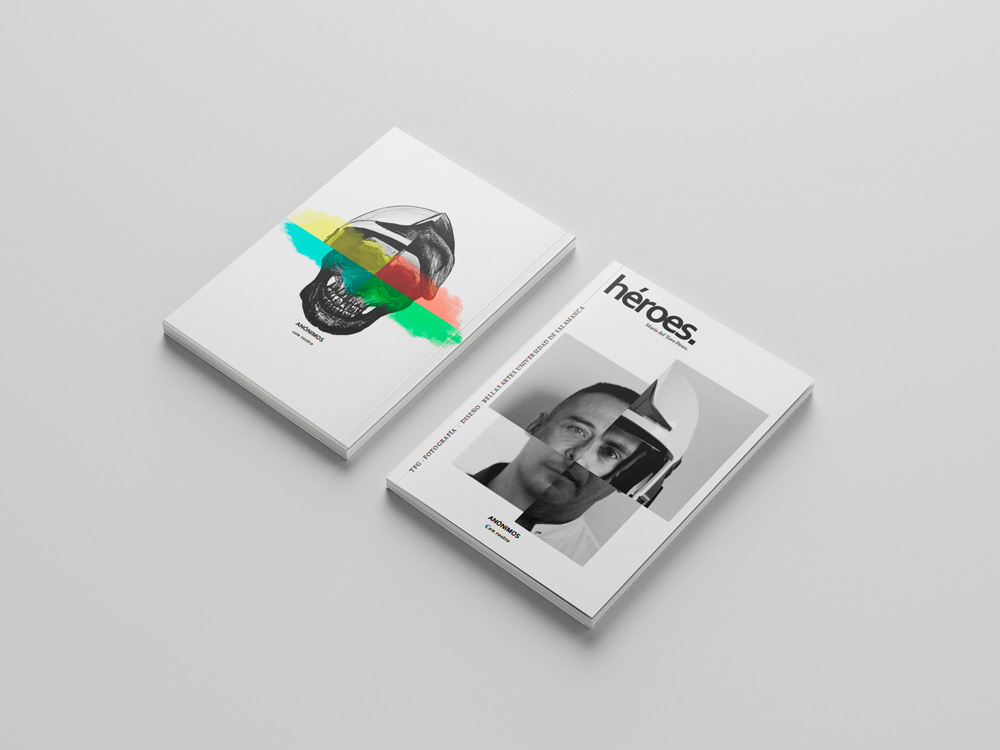 ANÓNIMOS
con rostro
héroes.
María del Toro Pérez.
TFG · FOTOGRAFÍA · DISEÑO · BELLAS ARTES UNIVERSIDAD DE SALAMANCA
ANÓNIMOS
Con rostro